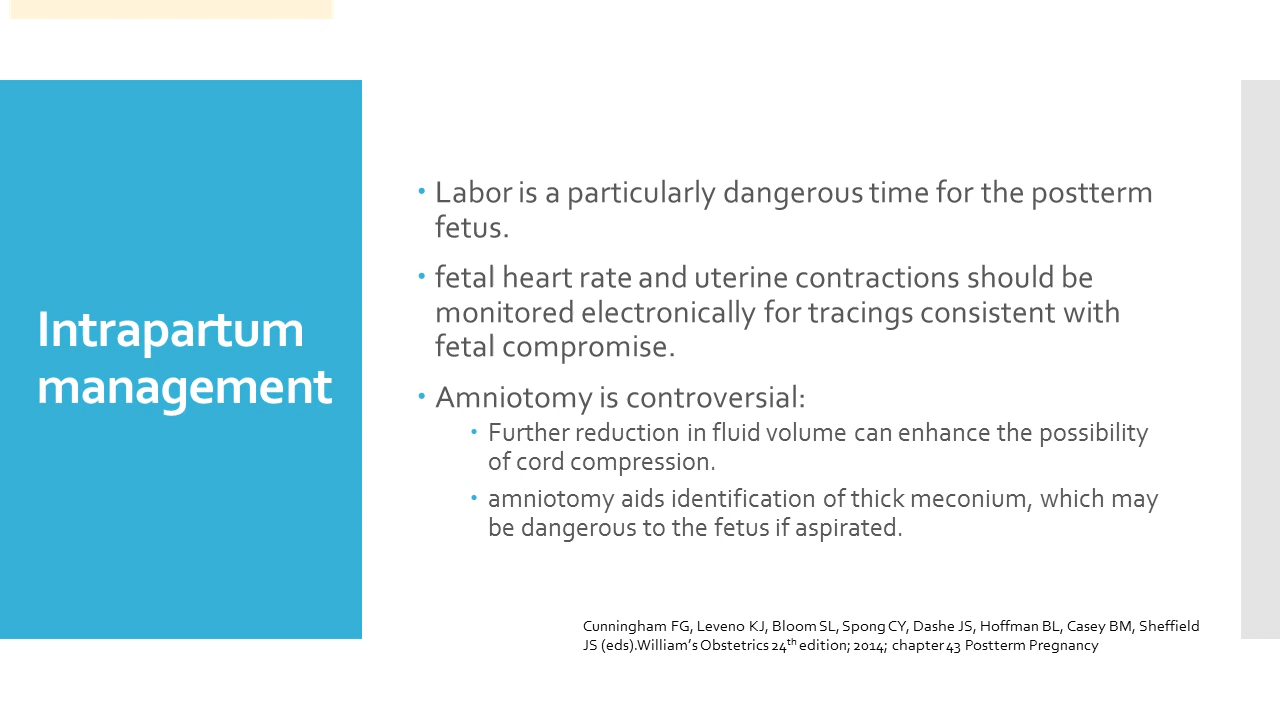 Intrapartum
management
• Labor is a particularly dangerous time for the postterm
fetus.
• fetal heart rate and uterine contractions should be
monitored electronically for tracings consistent with
fetal compromise.
• Amniotomy is controversial:
• Further reduction in fluid volume can enhance the possibility
of cord compression.
• amniotomy aids identification of thick meconium, which may
be dangerous to the fetus if aspirated.
Cunningham FG, Leveno KJ, Bloom SL, Spong CY, Dashe JS, Hoffman BL, Casey BM, Sheffield
JS (eds).William’s Obstetrics 24th edition; 2014; chapter 43 Postterm Pregnancy